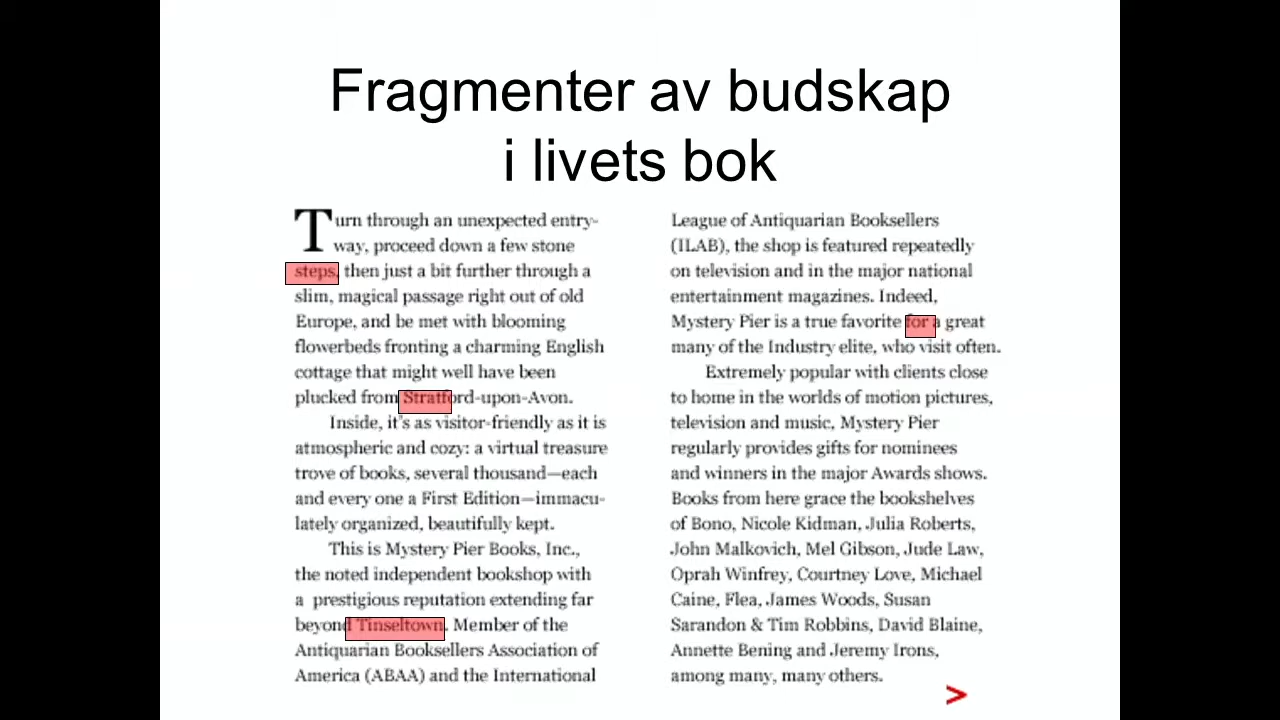 Fragmenter av budskap
i livets bok
Turn through an unexpected entry-
way, proceed down a few stone
steps, then just a bit further through a
slim, magical passage right out of old
Europe, and be met with blooming
flowerbeds fronting a charming English
cottage that might well have been
plucked from Stratford-upon-Avon.
Inside, it's as visitor-friendly as it is
atmospheric and cozy: a virtual treasure
trove of books, several thousand—each
and every one a First Edition—immacu-
lately organized, beautifully kept.
This is Mystery Pier Books, Inc.,
the noted independent bookshop with
a prestigious reputation extending far
beyond Tinseltown. Member of the
Antiquarian Booksellers Association of
America (ABAA) and the International
League of Antiquarian Booksellers
(ILAB), the shop is featured repeatedly
on television and in the major national
entertainment magazines. Indeed,
Mystery Pier is a true favorite for a great
many of the Industry elite, who visit often.
Extremely popular with clients close
to home in the worlds of motion pictures,
television and music, Mystery Pier
regularly provides gifts for nominees
and winners in the major Awards shows.
Books from here grace the bookshelves
of Bono, Nicole Kidman, Julia Roberts,
John Malkovich, Mel Gibson, Jude Law,
Oprah Winfrey, Courtney Love, Michael
Caine, Flea, James Woods, Susan
Sarandon & Tim Robbins, David Blaine,
Annette Bening and Jeremy Irons,
among many, many others.
>